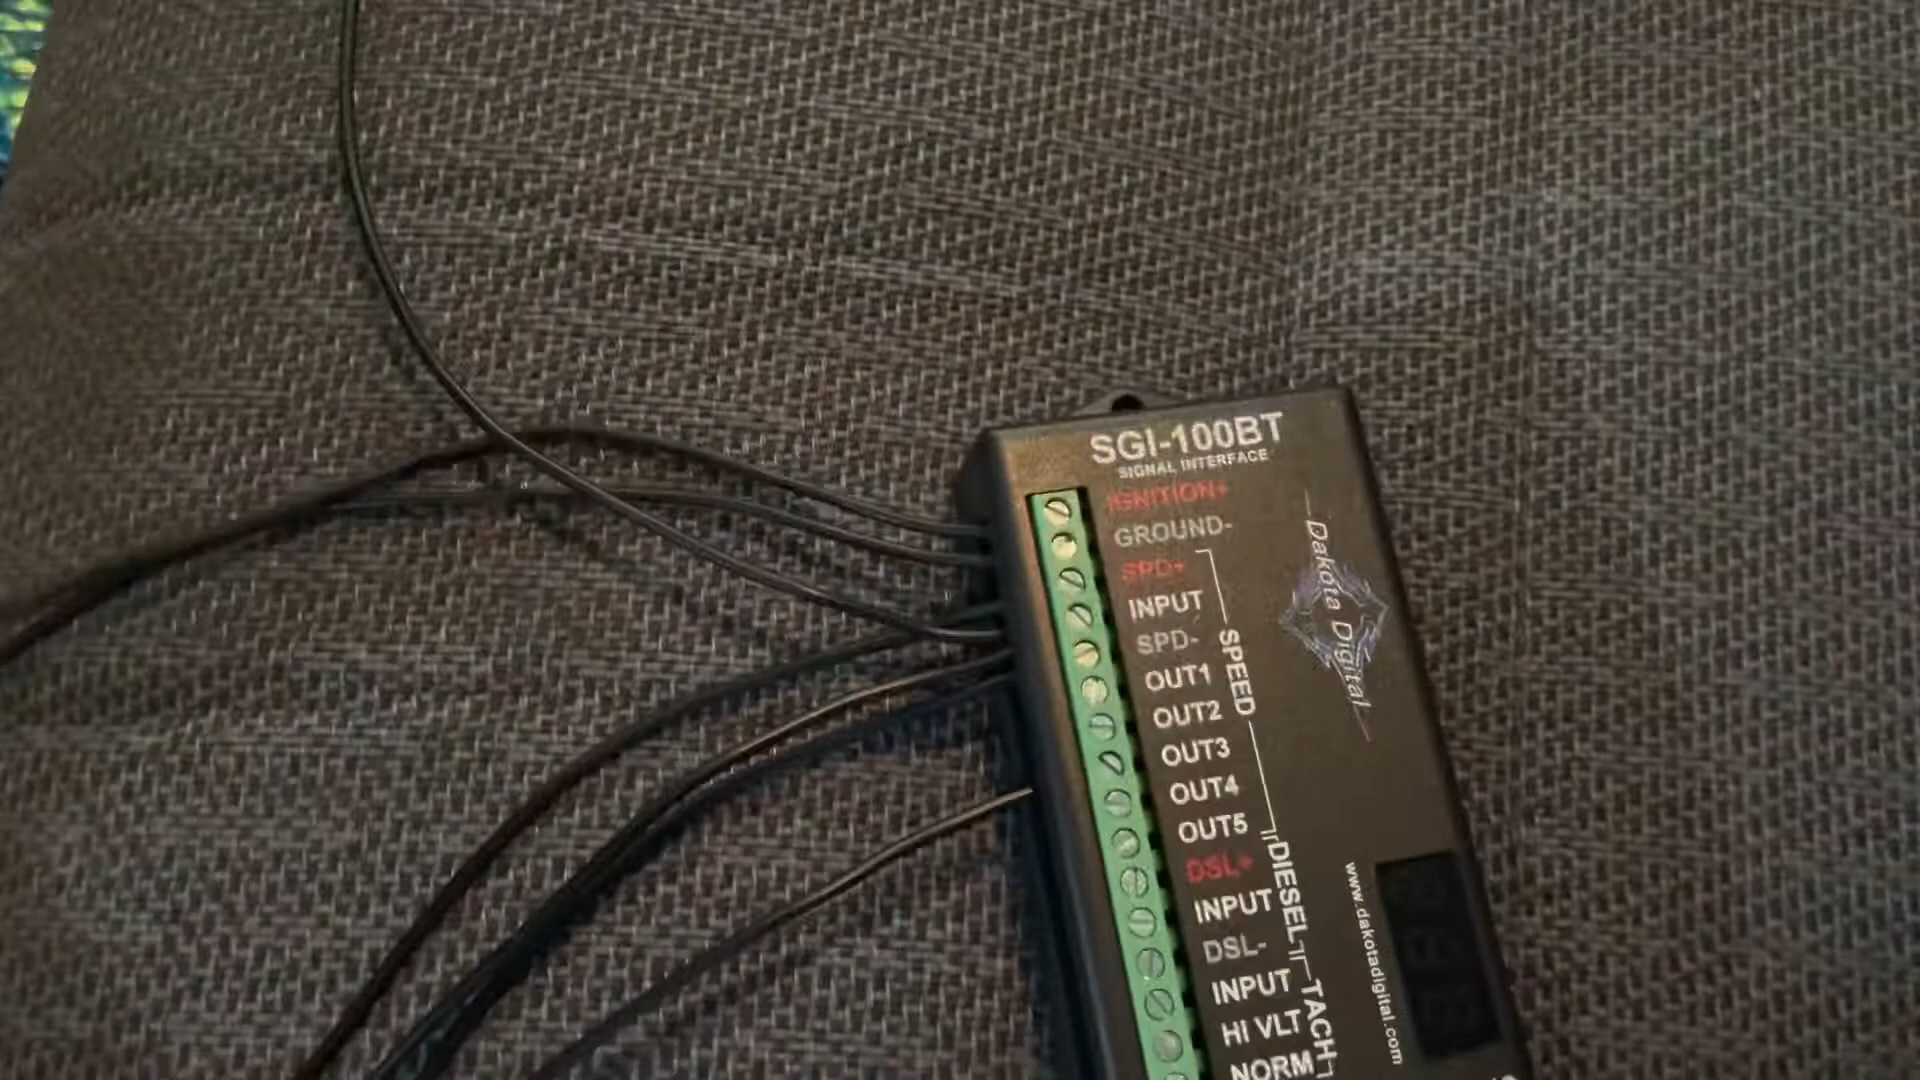 SGI-100BT
SIGNAL INTERFACE
IGNITION+
GROUND-
SPD+
INPUT
SPD-
OUT1
OUT2
OUT3
OUT4
OUT5
SPEED
DSL+
INPUT
DSL-
DIESEL
INPUT
HI VLT
NORM
TACH
Dakota Digital
www.dakotadigital.com